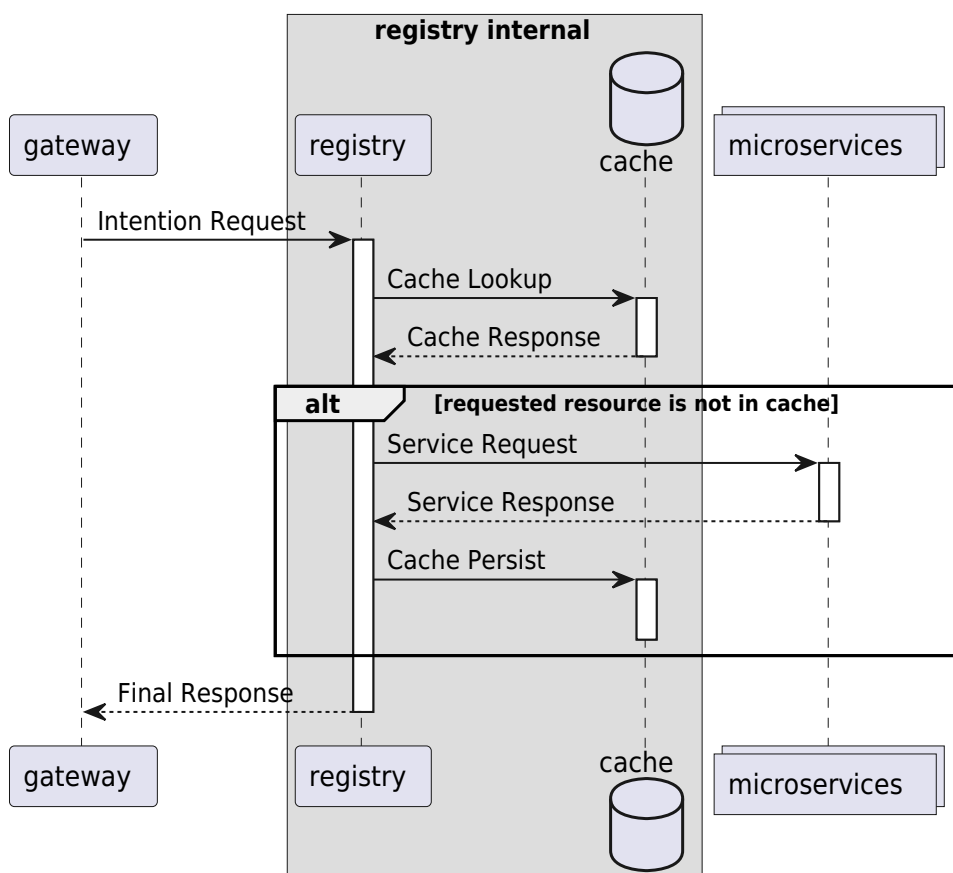 registry internal
gateway
registry
cache
microservices
Intention Request
Cache Lookup
Cache Response
alt
[requested resource is not in cache]
Service Request
Service Response
Cache Persist
Final Response
gateway
registry
cache
microservices